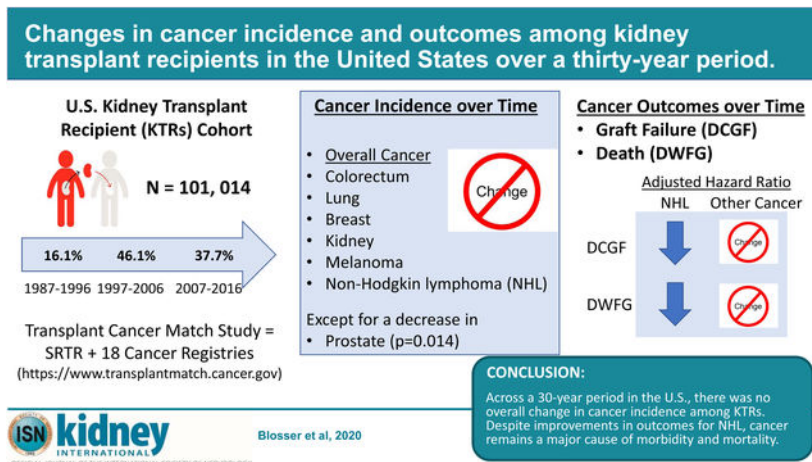 Changes in cancer incidence and outcomes among kidney
transplant recipients in the United States over a thirty-year period.
U.S. Kidney Transplant
Recipient (KTRs) Cohort
N = 101, 014
16.1% 46.1% 37.7%
1987-1996 1997-2006 2007-2016
Transplant Cancer Match Study =
SRTR + 18 Cancer Registries
(https://www.transplantmatch.cancer.gov)
Cancer Incidence over Time
• Overall Cancer
• Colorectum
• Lung
• Breast
• Kidney
• Melanoma
• Non-Hodgkin lymphoma (NHL)
Change
Except for a decrease in
• Prostate (p=0.014)
Cancer Outcomes over Time
• Graft Failure (DCGF)
• Death (DWFG)
Adjusted Hazard Ratio
NHL Other Cancer
DCGF Change
DWFG Change
CONCLUSION:
Across a 30-year period in the U.S., there was no
overall change in cancer incidence among KTRs.
Despite improvements in outcomes for NHL, cancer
remains a major cause of morbidity and mortality.
ISN kidney
INTERNATIONAL
Blosser et al, 2020